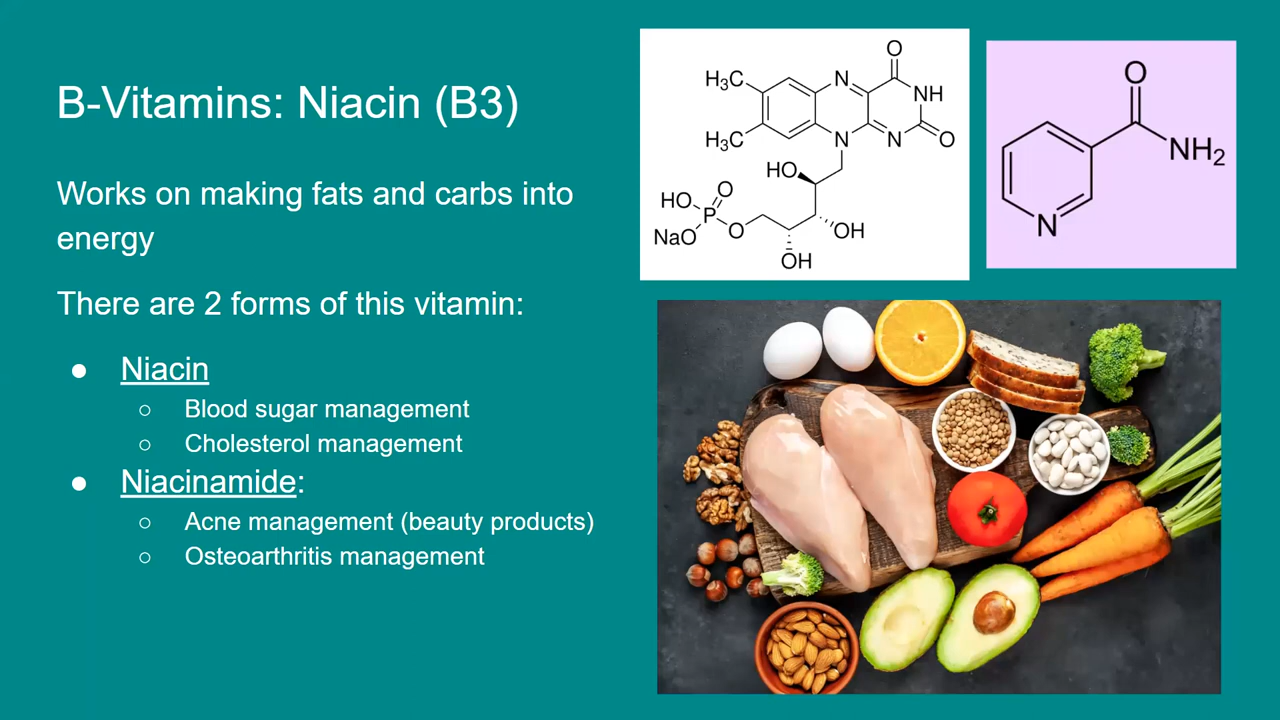 B-Vitamins: Niacin (B3)
Works on making fats and carbs into
energy
There are 2 forms of this vitamin:
● Niacin
○ Blood sugar management
○ Cholesterol management
● Niacinamide:
○ Acne management (beauty products)
○ Osteoarthritis management
O
H₃C
N
NH
H₃C
N
N
O
HO
O
HO
P
NaO
O
OH
OH
O
NH₂
N